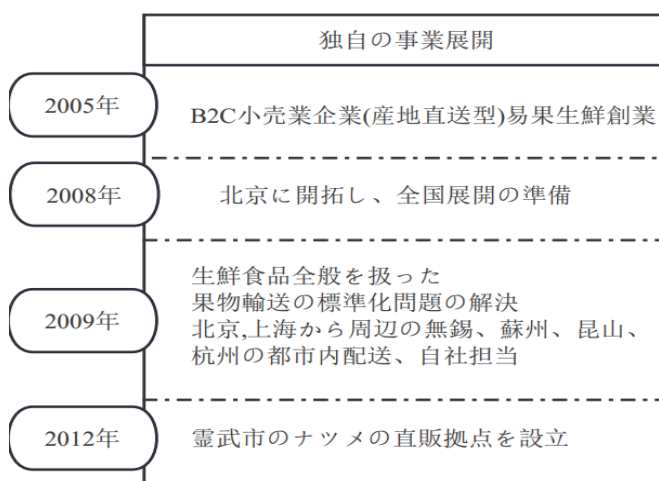 独自の事業展開
2005年
B2C小売業企業(産地直送型)易果生鮮創業
2008年
北京に開拓し、全国展開の準備
2009年
生鮮食品全般を扱った
果物輸送の標準化問題の解決
北京,上海から周辺の無錫、蘇州、昆山、
杭州の都市内配送、自社担当
2012年
霊武市のナツメの直販拠点を設立